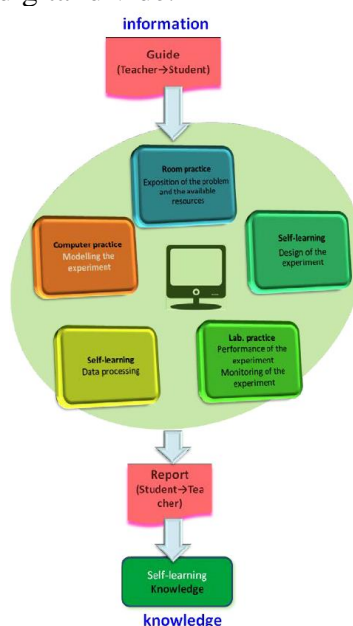 information
Guide
(Teacher→Student)
Room practice
Exposition of the problem
and the available
resources
Computer practice
Modelling the
experiment
Self-learning
Design of the
experiment
Self-learning
Data processing
Lab. practice
Performance of the
experiment
Monitoring of the
experiment
Report
(Student→Tea
cher)
Self-learning
Knowledge
knowledge